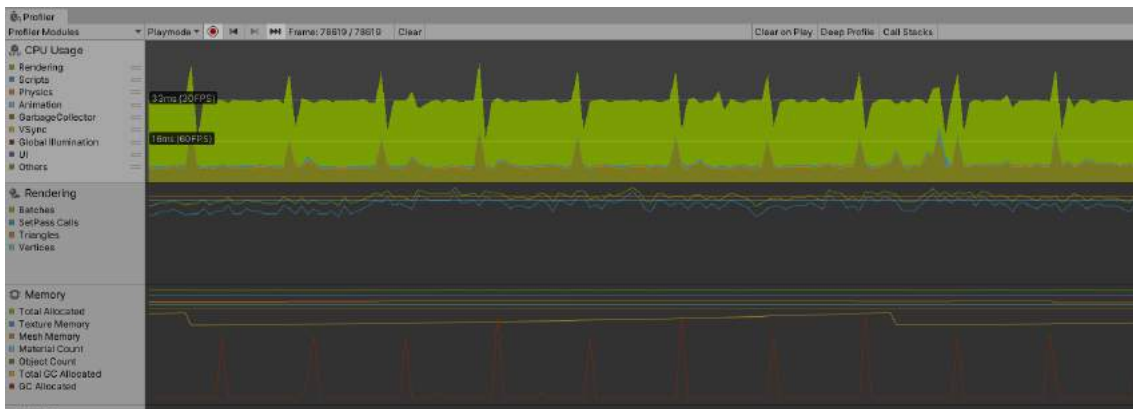 Profiler
Profiler Modules Playmode Frame: 78619 / 78619 Clear Clear on Play Deep Profile Call Stacks
CPU Usage
Rendering
Scripts
Physics
Animation
GarbageCollector
VSync
Global Illumination
UI
Others
33ms (30FPS)
16ms (60FPS)
Rendering
Batches
SetPass Calls
Triangles
Vertices
Memory
Total Allocated
Texture Memory
Mesh Memory
Material Count
Object Count
Total GC Allocated
GC Allocated